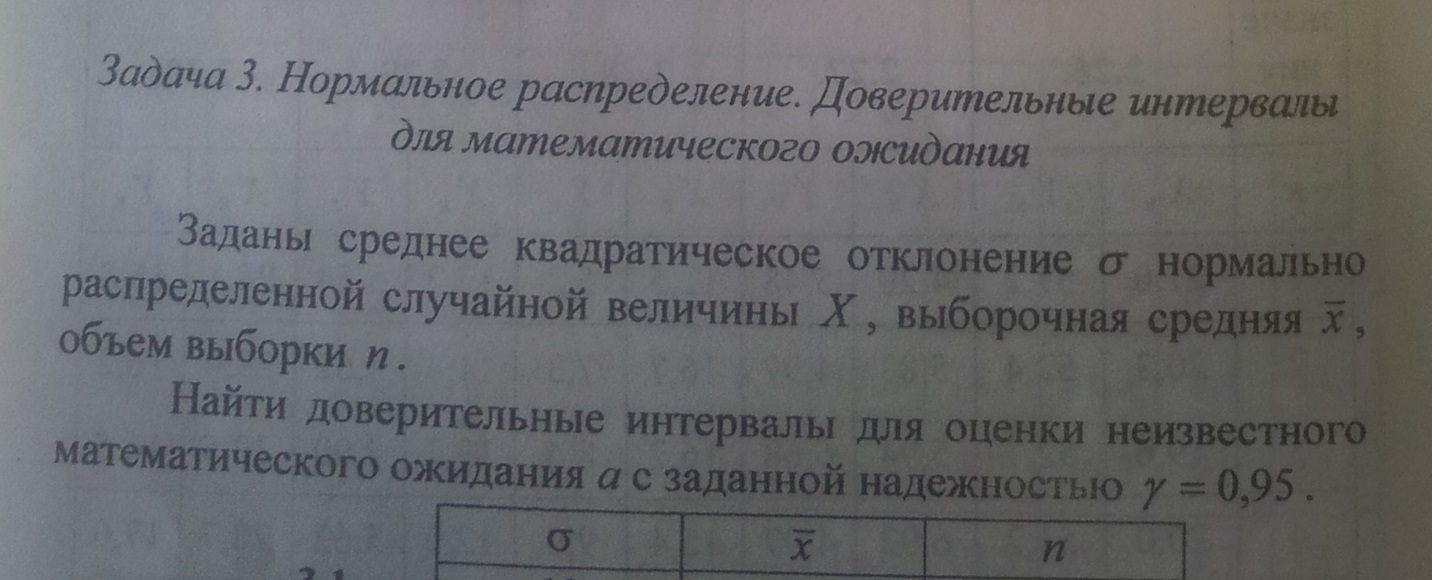 Задача 3. Нормальное распределение. Доверительные интервалы
для математического ожидания
Заданы среднее квадратическое отклонение σ нормально
распределенной случайной величины X , выборочная средняя x̅ ,
объем выборки n .
Найти доверительные интервалы для оценки неизвестного
математического ожидания a с заданной надежностью γ = 0,95 .
σ x̅ n